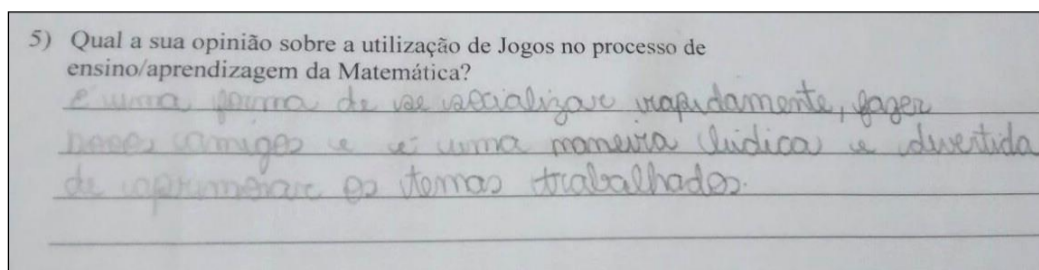 5) Qual a sua opinião sobre a utilização de Jogos no processo de
ensino/aprendizagem da Matemática?
é uma forma de se socializar rapidamente, fazer
novos amigos e é uma maneira lúdica e divertida
de aprimorar os temas trabalhados.